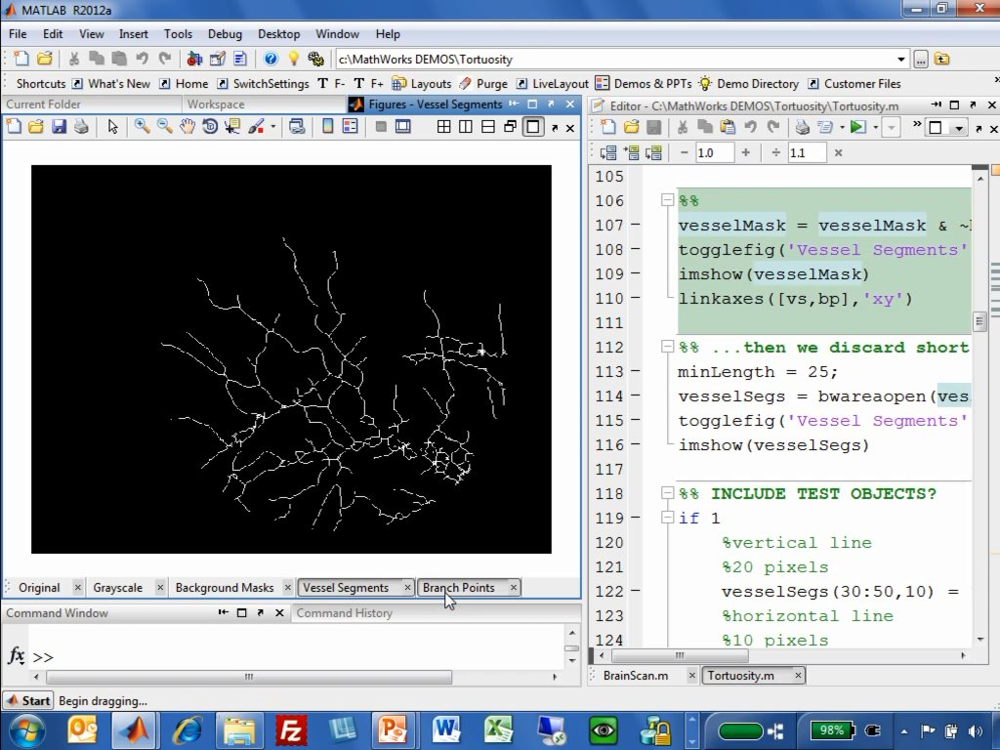 MATLAB R2012a
File Edit View Insert Tools Debug Desktop Window Help
c:\MathWorks DEMOS\Tortuosity
Shortcuts What's New Home SwitchSettings T F- T F+ Layouts Purge LiveLayout Demos & PPTs Demo Directory Customer Files
Current Folder Workspace Figures - Vessel Segments
Editor - C:\MathWorks DEMOS\Tortuosity\Tortuosity.m
1.0 + ÷ 1.1 ×
105
106 %%
107 vesselMask = vesselMask & ~
108 togglefig('Vessel Segments'
109 imshow(vesselMask)
110 linkaxes([vs,bp],'xy')
111
112 %% ...then we discard short
113 minLength = 25;
114 vesselSegs = bwareaopen(ves
115 togglefig('Vessel Segments'
116 imshow(vesselSegs)
117
118 %% INCLUDE TEST OBJECTS?
119 if 1
120 %vertical line
121 %20 pixels
122 vesselSegs(30:50,10) =
123 %horizontal line
124 %10 pixels
Original Grayscale Background Masks Vessel Segments Branch Points
Command Window Command History
fx >>
BrainScan.m Tortuosity.m
Start Begin dragging...
98%